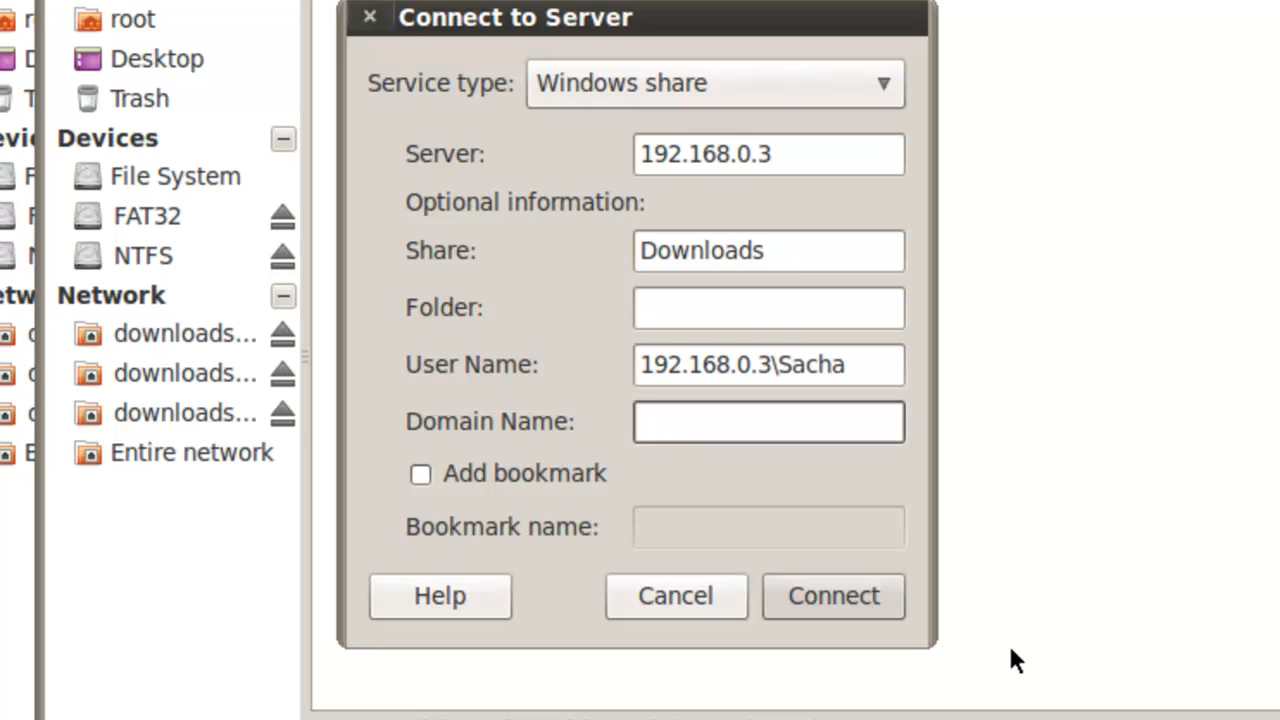 root
Desktop
Trash
Devices
File System
FAT32
NTFS
Network
downloads...
downloads...
downloads...
Entire network
Connect to Server
Service type: Windows share
Server: 192.168.0.3
Optional information:
Share: Downloads
Folder:
User Name: 192.168.0.3\Sacha
Domain Name:
Add bookmark
Bookmark name:
Help Cancel Connect